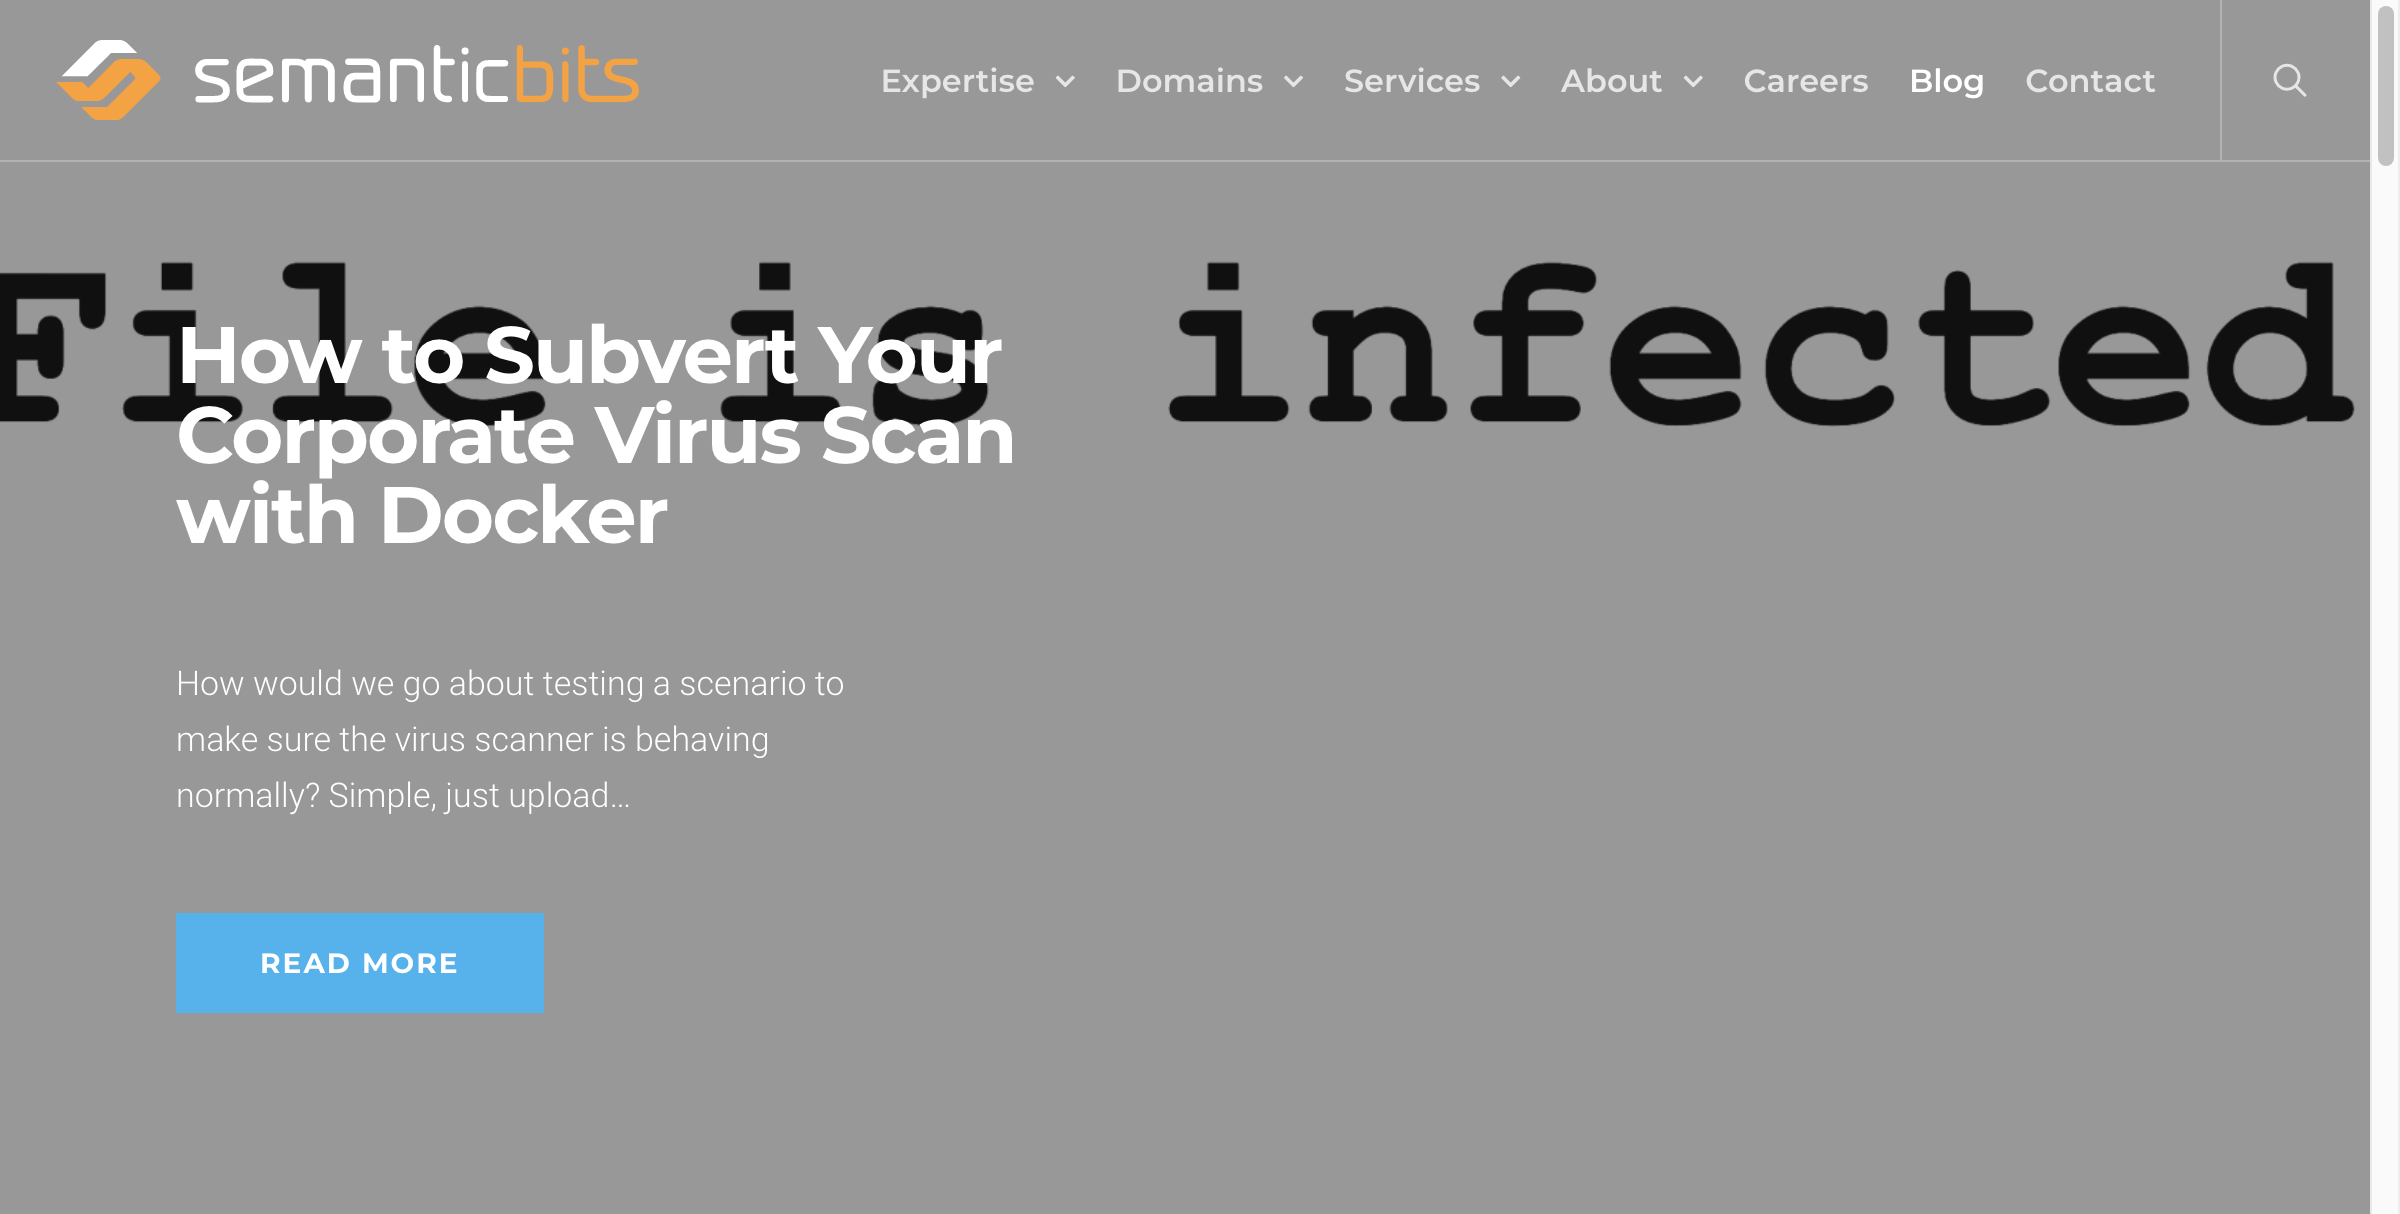 semanticbits
Expertise Domains Services About Careers Blog Contact
File is infected
How to Subvert Your
Corporate Virus Scan
with Docker
How would we go about testing a scenario to
make sure the virus scanner is behaving
normally? Simple, just upload...
READ MORE